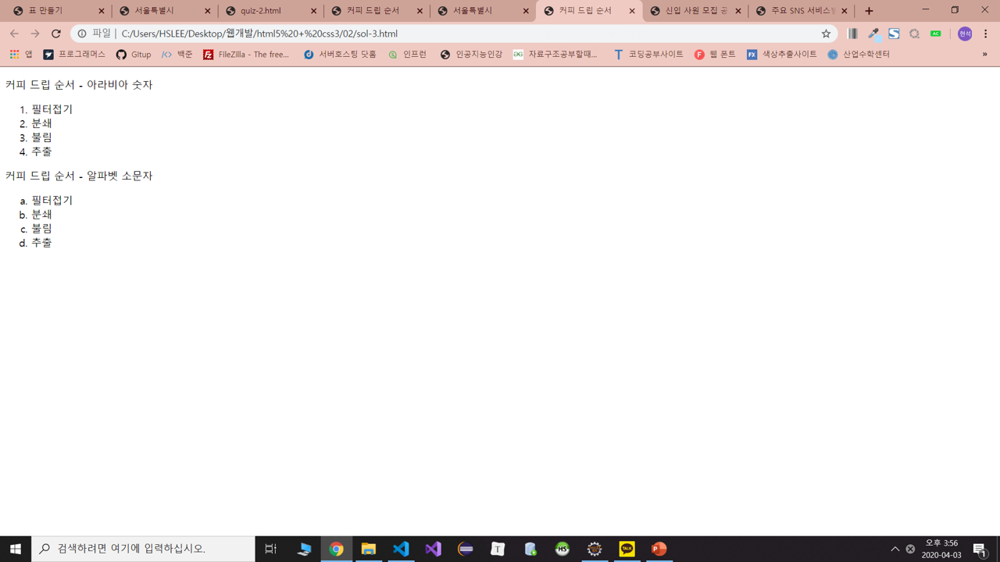 표 만들기
서울특별시
quiz-2.html
커피 드립 순서
서울특별시
커피 드립 순서
신입 사원 모집 공
주요 SNS 서비스별
파일 | C:/Users/HSLEE/Desktop/웹개발/html5%20+%20css3/02/sol-3.html
AC
현석
앱
프로그래머스
GItup
백준
FileZilla - The free...
서버호스팅 닷홈
인프런
인공지능인강
자료구조공부할때...
코딩공부사이트
웹 폰트
색상추출사이트
산업수학센터
»
커피 드립 순서 - 아라비아 숫자
1. 필터접기
2. 분쇄
3. 불림
4. 추출
커피 드립 순서 - 알파벳 소문자
a. 필터접기
b. 분쇄
c. 불림
d. 추출
검색하려면 여기에 입력하십시오.
T
HS
TALK
오후 3:56
2020-04-03
1